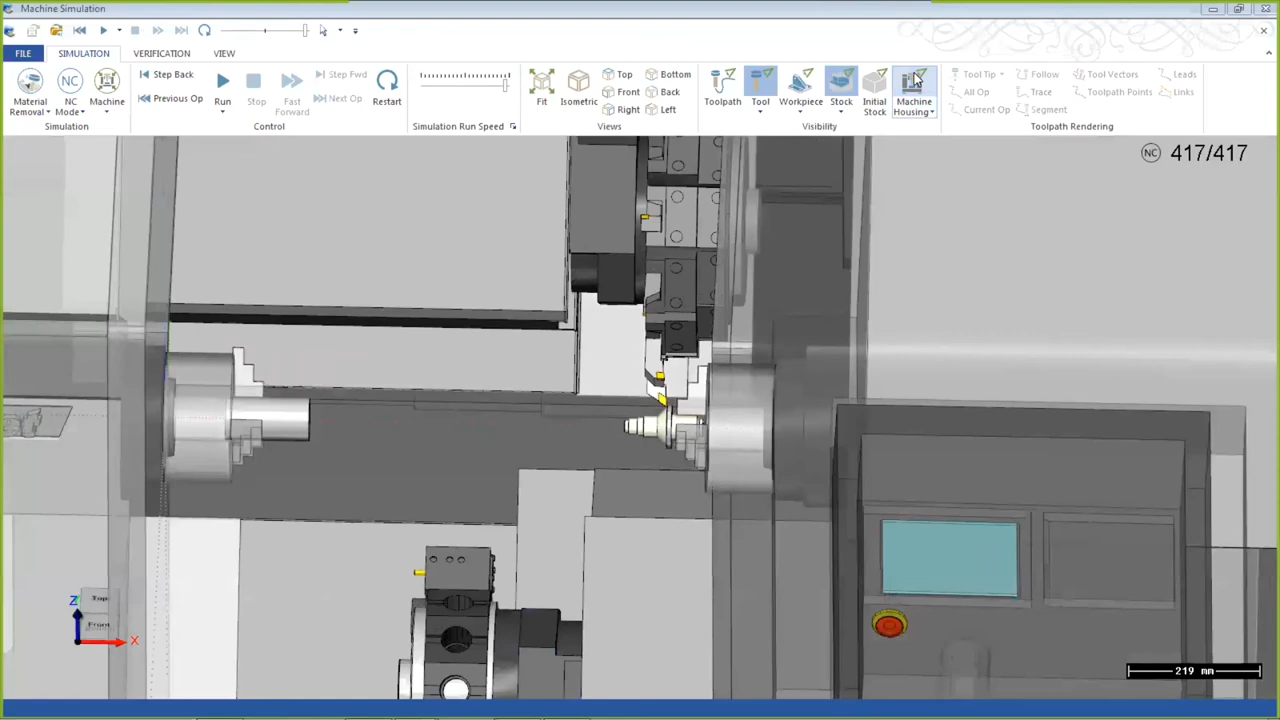 Machine Simulation
FILE SIMULATION VERIFICATION VIEW
Material Removal
NC Mode
Machine
Simulation
Step Back
Previous Op
Run
Stop
Fast Forward
Step Fwd
Next Op
Restart
Control
Simulation Run Speed
Fit
Isometric
Top
Front
Right
Bottom
Back
Left
Views
Toolpath
Tool
Workpiece
Stock
Initial Stock
Machine Housing
Visibility
Tool Tip
All Op
Current Op
Follow
Trace
Segment
Tool Vectors
Toolpath Points
Leads
Links
Toolpath Rendering
NC 417/417
Z
Top
Front
X
219 mm